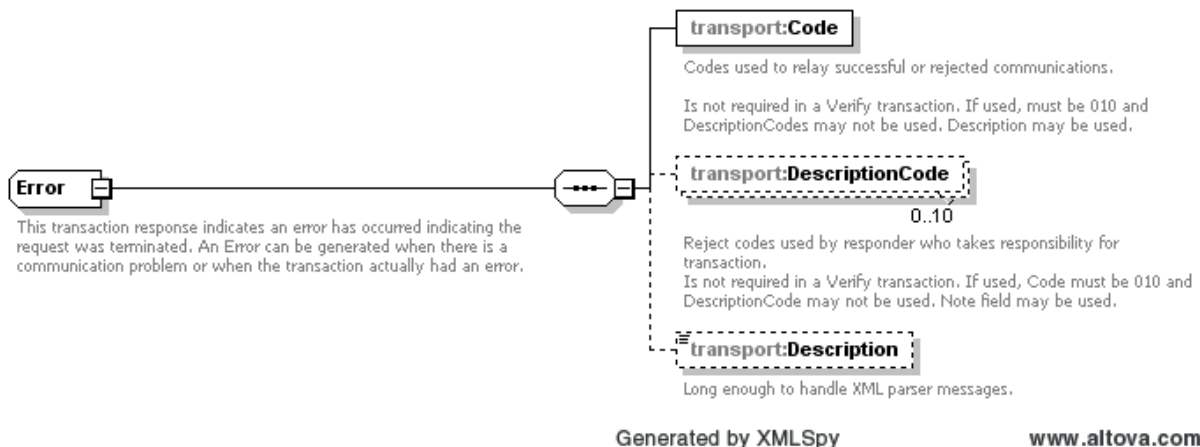 transport:Code
Codes used to relay successful or rejected communications.
Is not required in a Verify transaction. If used, must be 010 and
DescriptionCodes may not be used. Description may be used.
Error
This transaction response indicates an error has occurred indicating the
request was terminated. An Error can be generated when there is a
communication problem or when the transaction actually had an error.
transport:DescriptionCode
0..10
Reject codes used by responder who takes responsibility for
transaction.
Is not required in a Verify transaction. If used, Code must be 010 and
DescriptionCode may not be used. Note field may be used.
transport:Description
Long enough to handle XML parser messages.
Generated by XMLSpy
www.altova.com